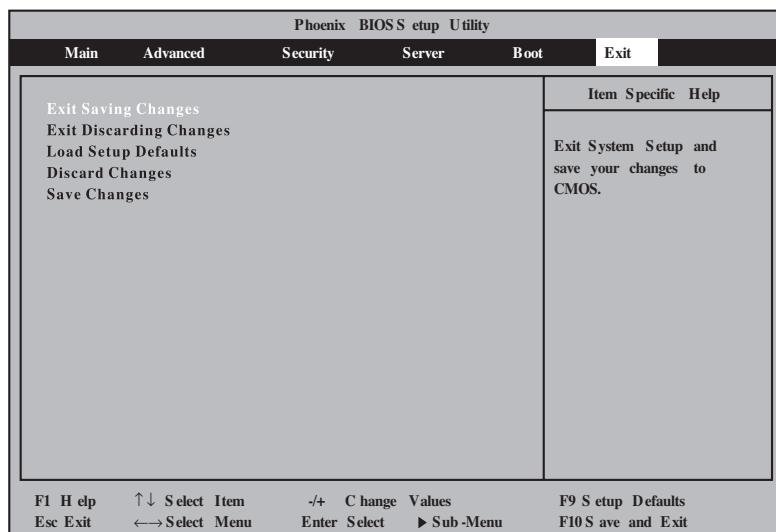 Phoenix BIOS Setup Utility
Main Advanced Security Server Boot Exit
Exit Saving Changes
Exit Discarding Changes
Load Setup Defaults
Discard Changes
Save Changes
Item Specific Help
Exit System Setup and
save your changes to
CMOS.
F1 Help ↑↓ Select Item -/+ Change Values F9 Setup Defaults
Esc Exit ←→ Select Menu Enter Select ▶ Sub-Menu F10 Save and Exit